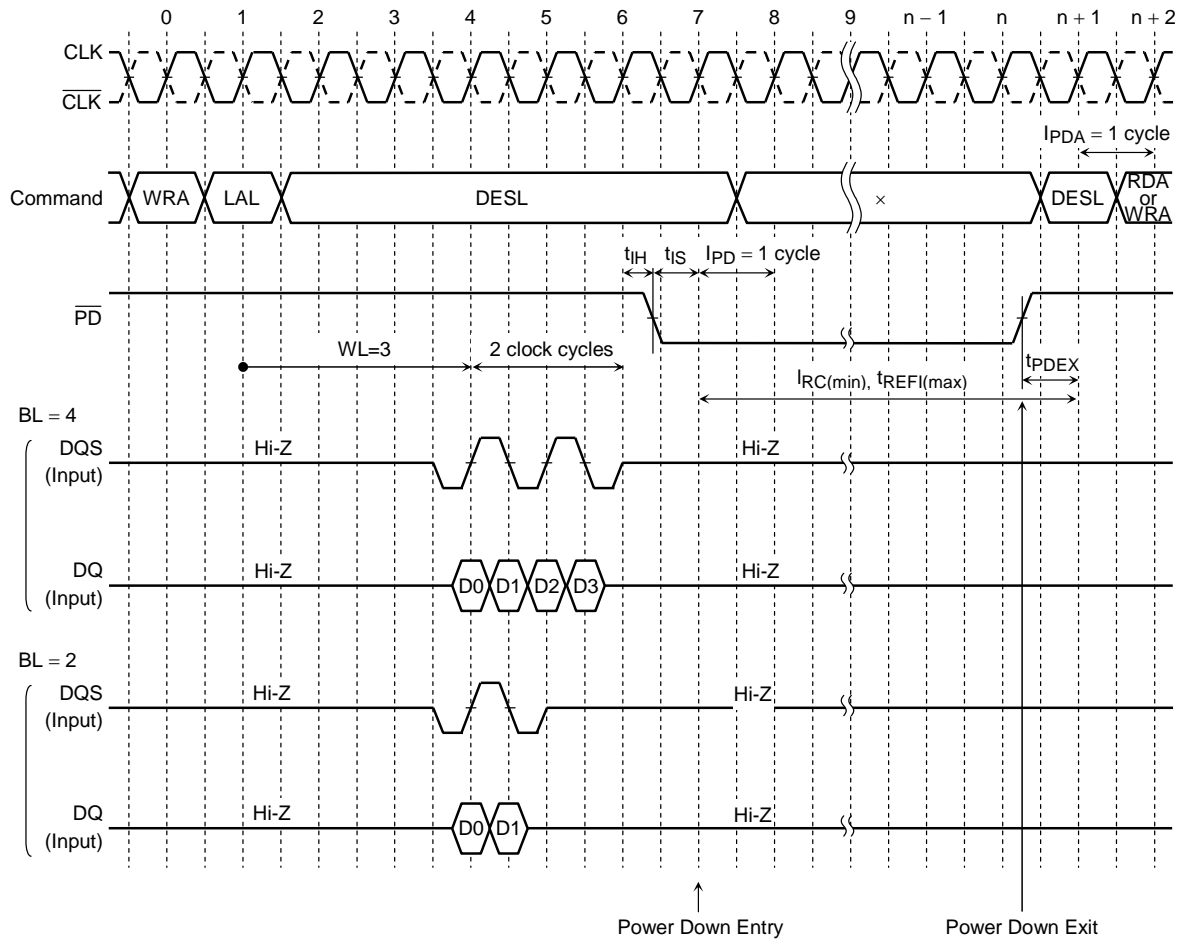 0 1 2 3 4 5 6 7 8 9 n − 1 n n + 1 n + 2
CLK
CLK
IPDA = 1 cycle
Command WRA LAL DESL × DESL RDA or WRA
tIH tIS IPD = 1 cycle
PD
WL=3 2 clock cycles
tPDEX
IRC(min), tREFI(max)
BL = 4
DQS Hi-Z Hi-Z
(Input)
DQ Hi-Z D0 D1 D2 D3 Hi-Z
(Input)
BL = 2
DQS Hi-Z Hi-Z
(Input)
DQ Hi-Z D0 D1 Hi-Z
(Input)
Power Down Entry Power Down Exit